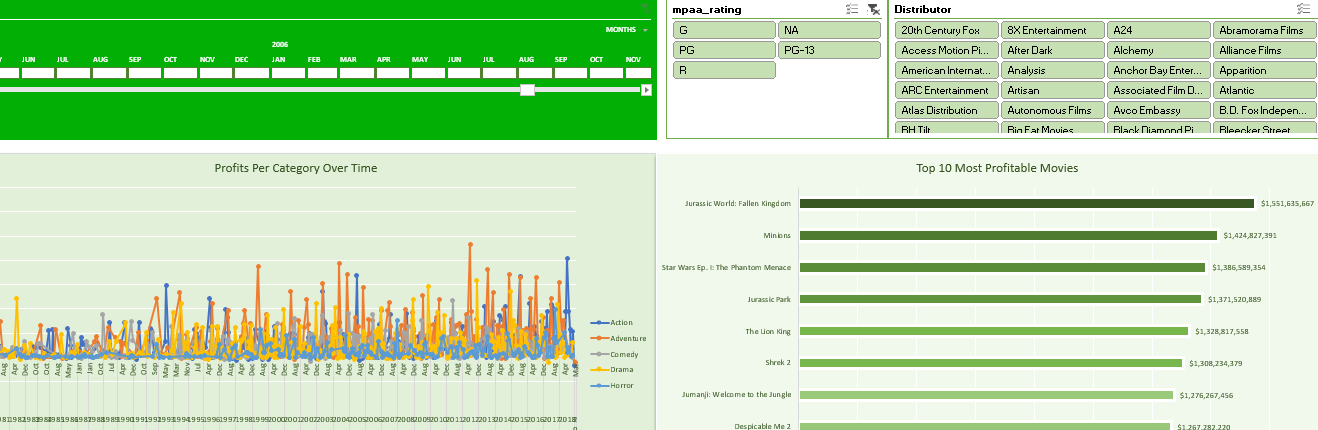 MONTHS
2006
JUN JUL AUG SEP OCT NOV DEC JAN FEB MAR APR MAY JUN JUL AUG SEP OCT NOV
mpaa_rating
G NA
PG PG-13
R
Distributor
20th Century Fox 8X Entertainment A24 Abramorama Films
Access Motion Pi... After Dark Alchemy Alliance Films
American Internat... Analysis Anchor Bay Enter... Apparition
ARC Entertainment Artisan Associated Film D... Atlantic
Atlas Distribution Autonomous Films Avco Embassy B.D. Fox Indepen...
BH Tilt Big Fat Movies Black Diamond Pi... Bleecker Street
Profits Per Category Over Time
Action
Adventure
Comedy
Drama
Horror
Top 10 Most Profitable Movies
Jurassic World: Fallen Kingdom $1,551,635,667
Minions $1,424,827,391
Star Wars Ep. I: The Phantom Menace $1,386,589,354
Jurassic Park $1,371,520,889
The Lion King $1,328,817,558
Shrek 2 $1,308,234,379
Jumanji: Welcome to the Jungle $1,276,267,456
Despicable Me 2 $1,267,282,220